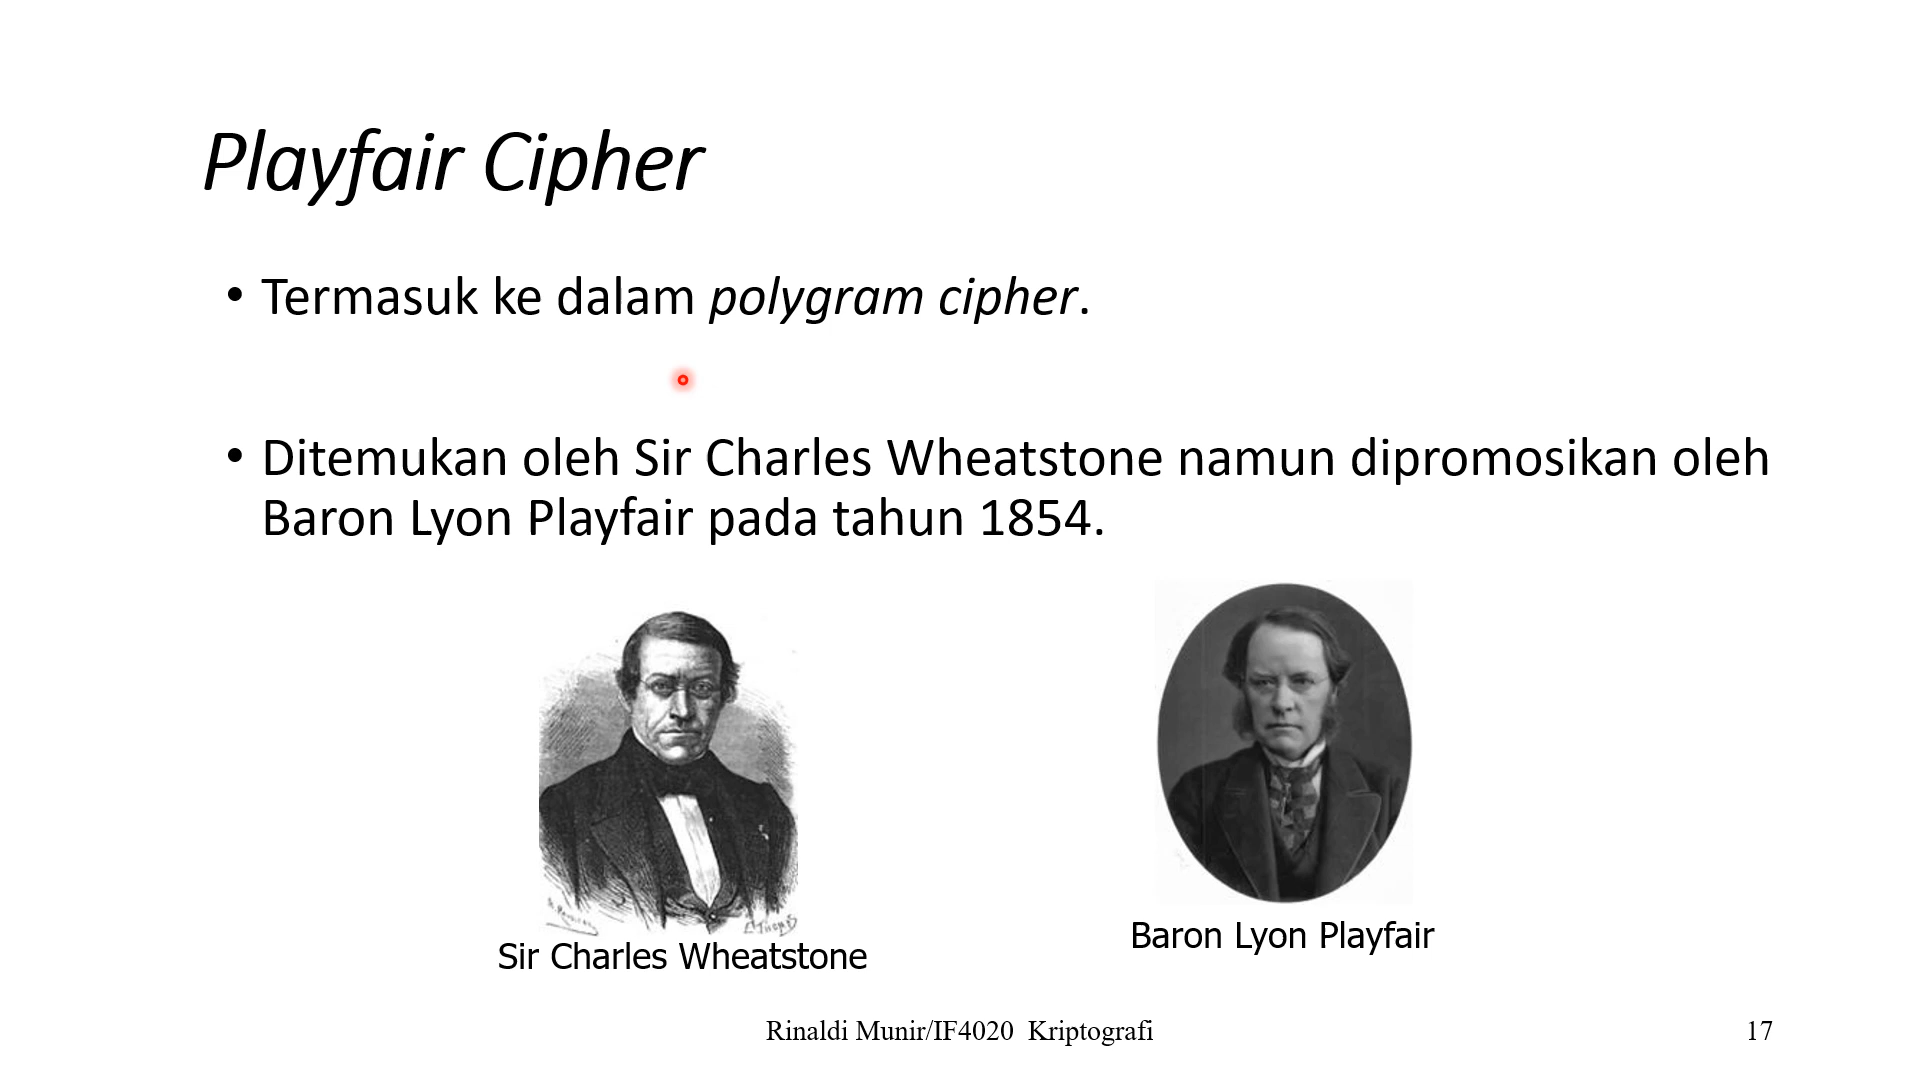 Playfair Cipher
• Termasuk ke dalam polygram cipher.
• Ditemukan oleh Sir Charles Wheatstone namun dipromosikan oleh
Baron Lyon Playfair pada tahun 1854.
Sir Charles Wheatstone
Baron Lyon Playfair
Rinaldi Munir/IF4020 Kriptografi
17